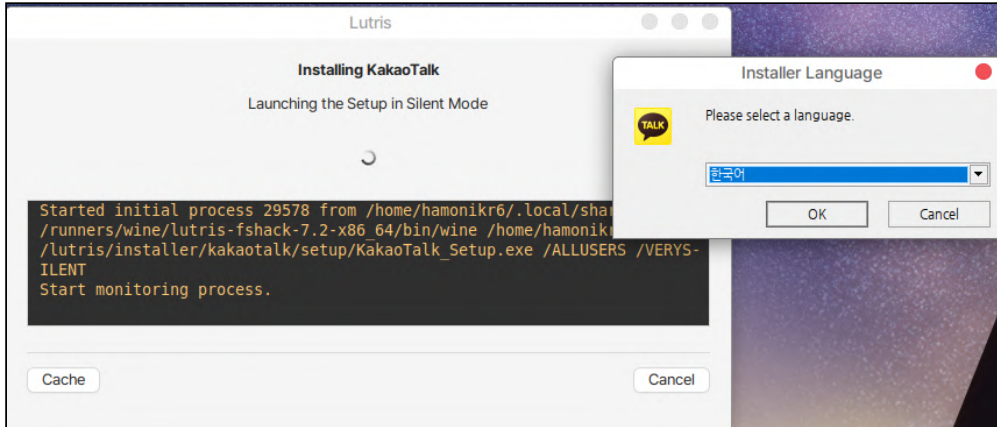 Lutris
Installing KakaoTalk
Launching the Setup in Silent Mode
Started initial process 29578 from /home/hamonikr6/.local/sha
/runners/wine/lutris-fshack-7.2-x86_64/bin/wine /home/hamonikr
/lutris/installer/kakaotalk/setup/KakaoTalk_Setup.exe /ALLUSERS /VERYS-
ILENT
Start monitoring process.
Cache
Cancel
Installer Language
TALK
Please select a language.
한국어
OK
Cancel